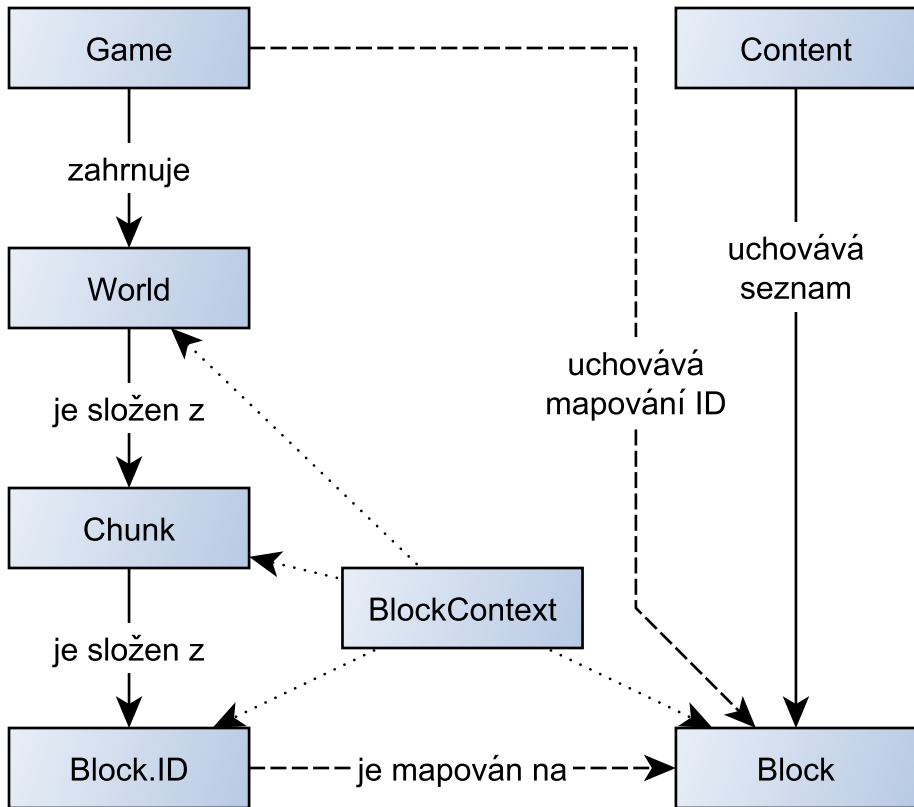 Game
Content
zahrnuje
uchovává
seznam
World
uchovává
mapování ID
je složen z
Chunk
BlockContext
je složen z
Block.ID
je mapován na
Block